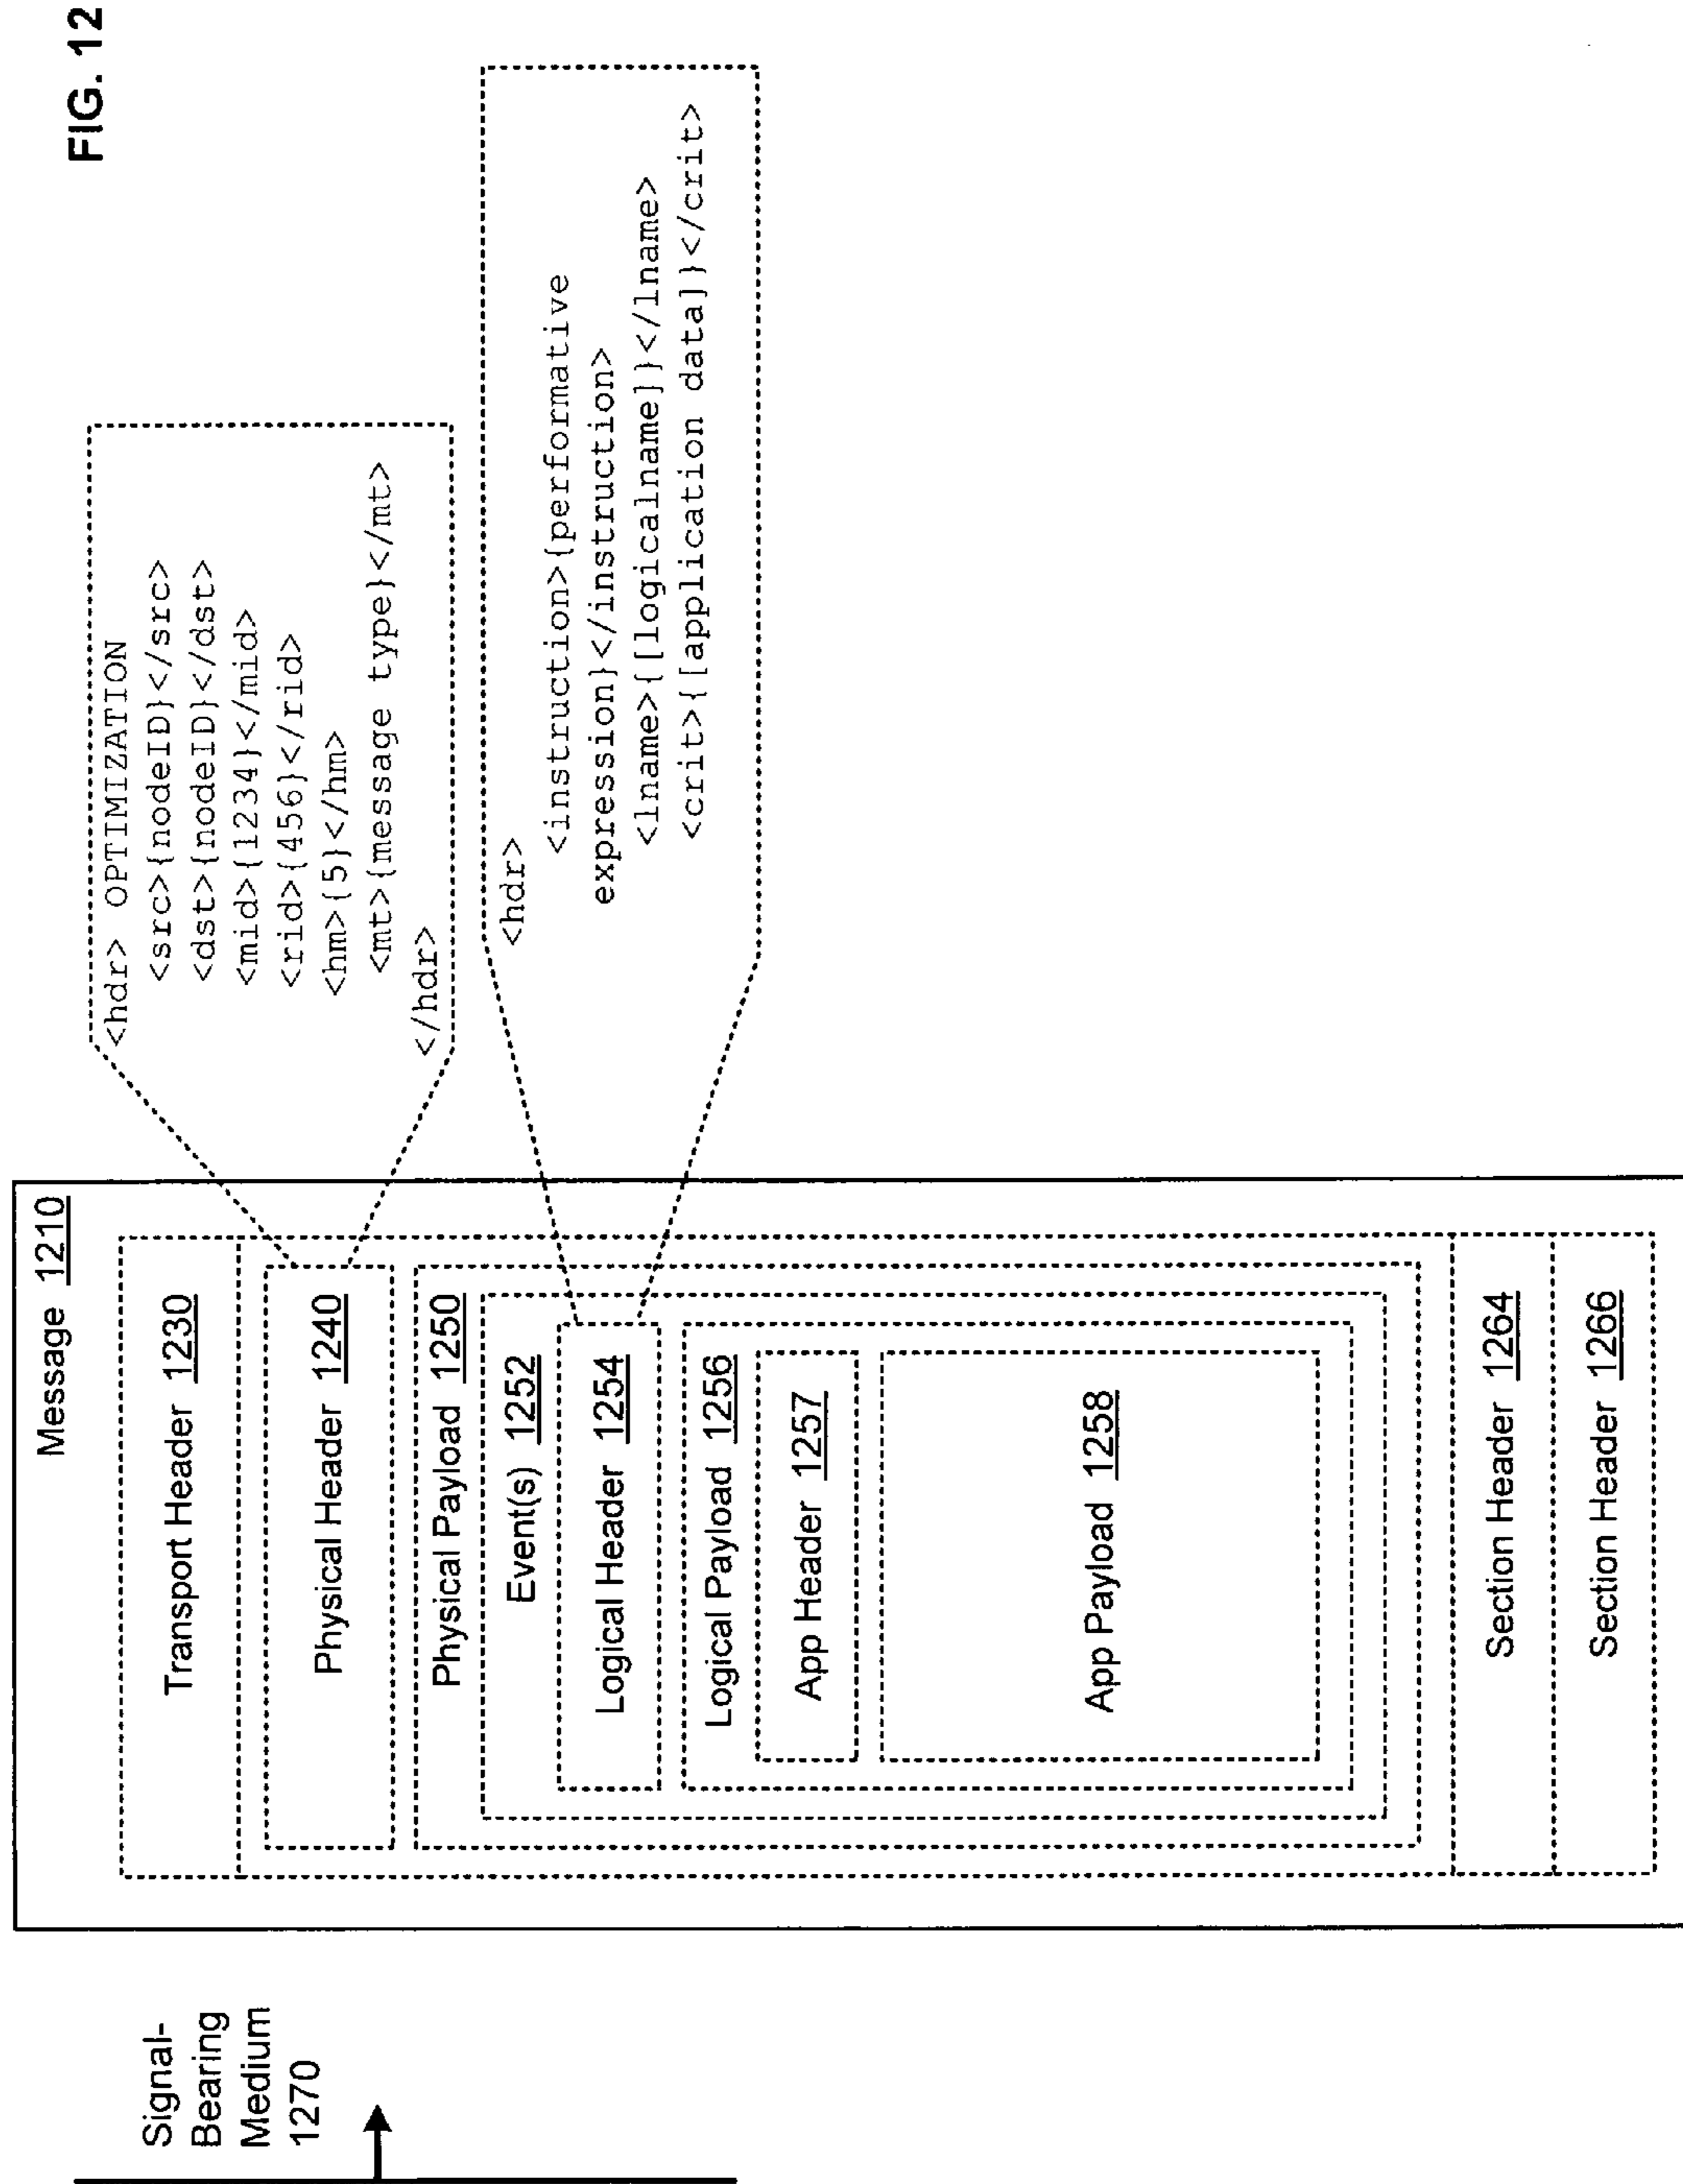 FIG. 12
Signal-
Bearing
Medium
1270
Message 1210
Transport Header 1230
Physical Header 1240
Physical Payload 1250
Event(s) 1252
Logical Header 1254
Logical Payload 1256
App Header 1257
App Payload 1258
Section Header 1264
Section Header 1266
<hdr> OPTIMIZATION
<src>{nodeID}</src>
<dst>{nodeID}</dst>
<mid>{1234}</mid>
<rid>{456}</rid>
<hm>{5}</hm>
<mt>{message type}</mt>
</hdr>
<hdr>
<instruction>{performative
expression}</instruction>
<lname>{[logicalname]}</lname>
<crit>{[application data]}</crit>